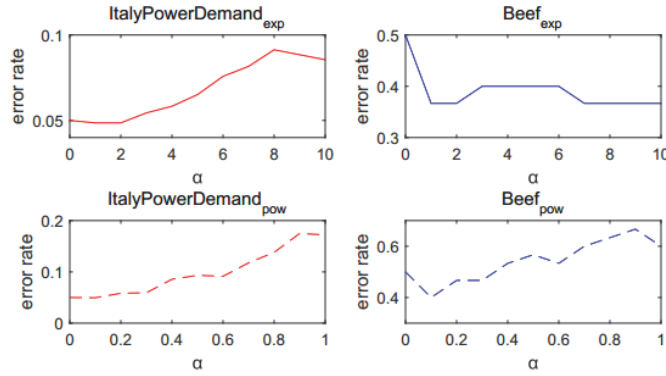 ItalyPowerDemand_exp
0.1
0.05
error rate
0 2 4 6 8 10
α
Beef_exp
0.5
0.4
0.3
error rate
0 2 4 6 8 10
α
ItalyPowerDemand_pow
0.2
0.1
0
error rate
0 0.2 0.4 0.6 0.8 1
α
Beef_pow
0.6
0.4
error rate
0 0.2 0.4 0.6 0.8 1
α